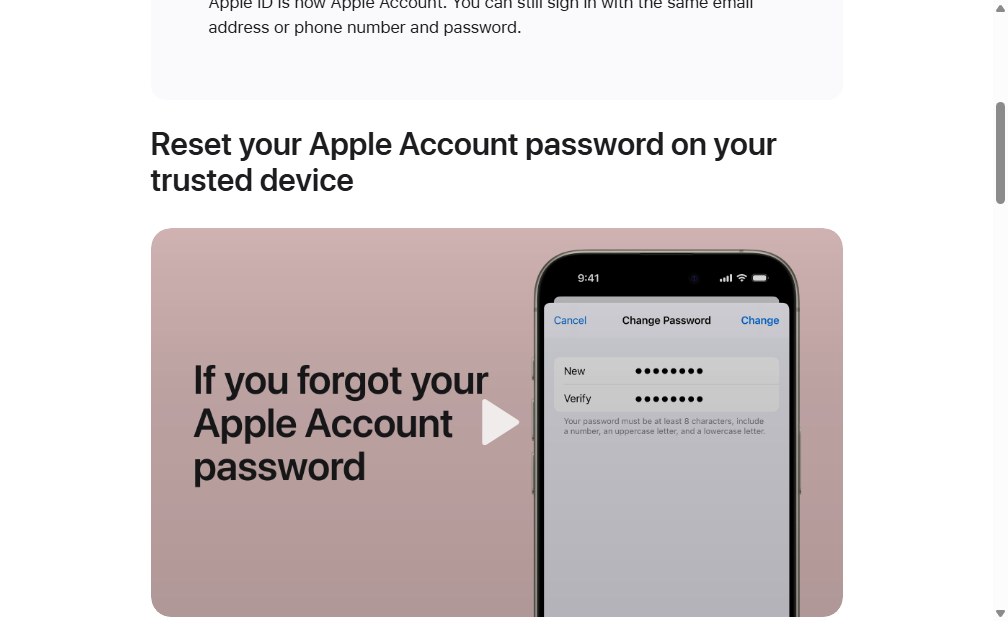 Apple ID is now Apple Account. You can still sign in with the same email
address or phone number and password.
Reset your Apple Account password on your
trusted device
If you forgot your
Apple Account
password
9:41
Cancel Change Password Change
New ●●●●●●●●
Verify ●●●●●●●●
Your password must be at least 8 characters, include
a number, an uppercase letter, and a lowercase letter.